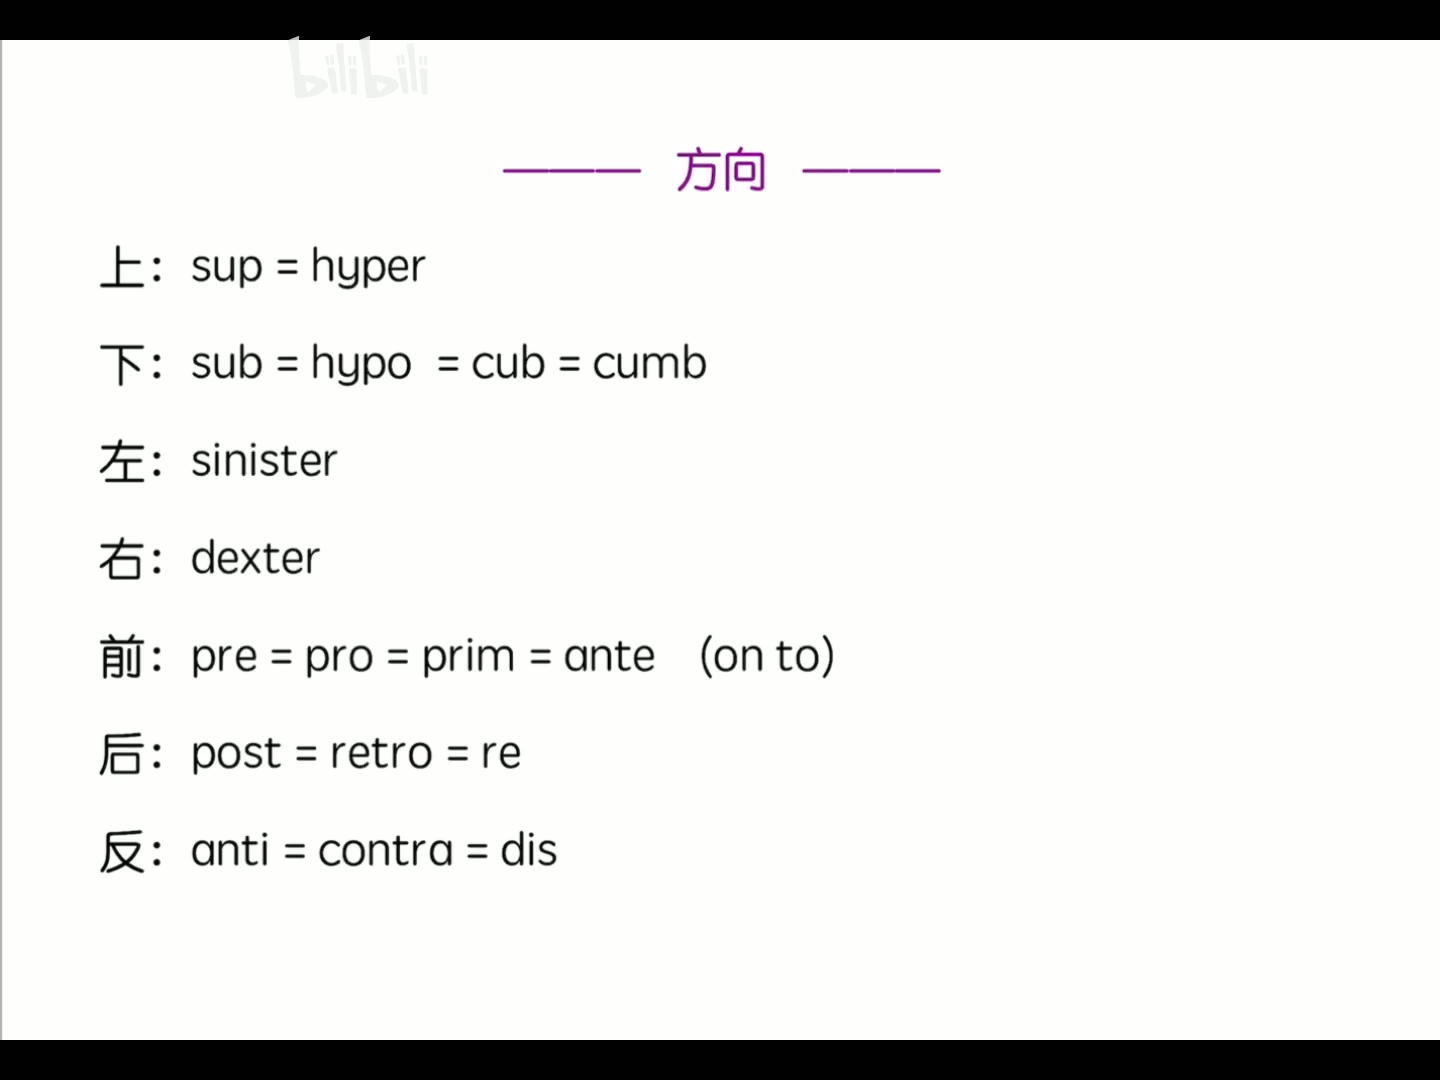 bilibili
——— 方向 ———
上：sup = hyper
下：sub = hypo = cub = cumb
左：sinister
右：dexter
前：pre = pro = prim = ante (on to)
后：post = retro = re
反：anti = contra = dis